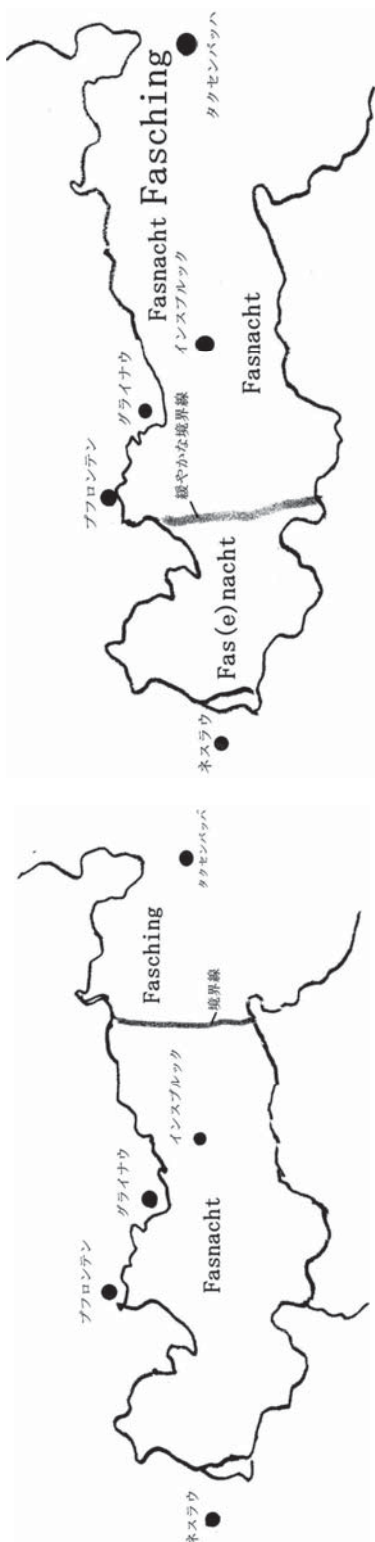 プフロンテン
グライナウ
Fasching
インスブルック
タクセンバッハ
ネスラウ
Fasnacht
境界線
プフロンテン
グライナウ
Fasnacht Fasching
インスブルック
タクセンバッハ
緩やかな境界線
ネスラウ
Fas(e)nacht
Fasnacht